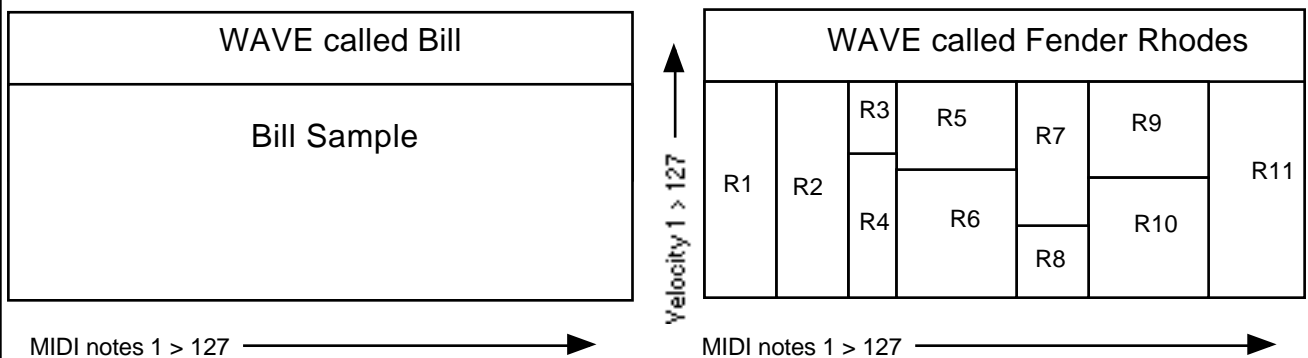 WAVE called Bill
Bill Sample
MIDI notes 1 > 127
Velocity 1 > 127
WAVE called Fender Rhodes
R1
R2
R3
R4
R5
R6
R7
R8
R9
R10
R11
MIDI notes 1 > 127